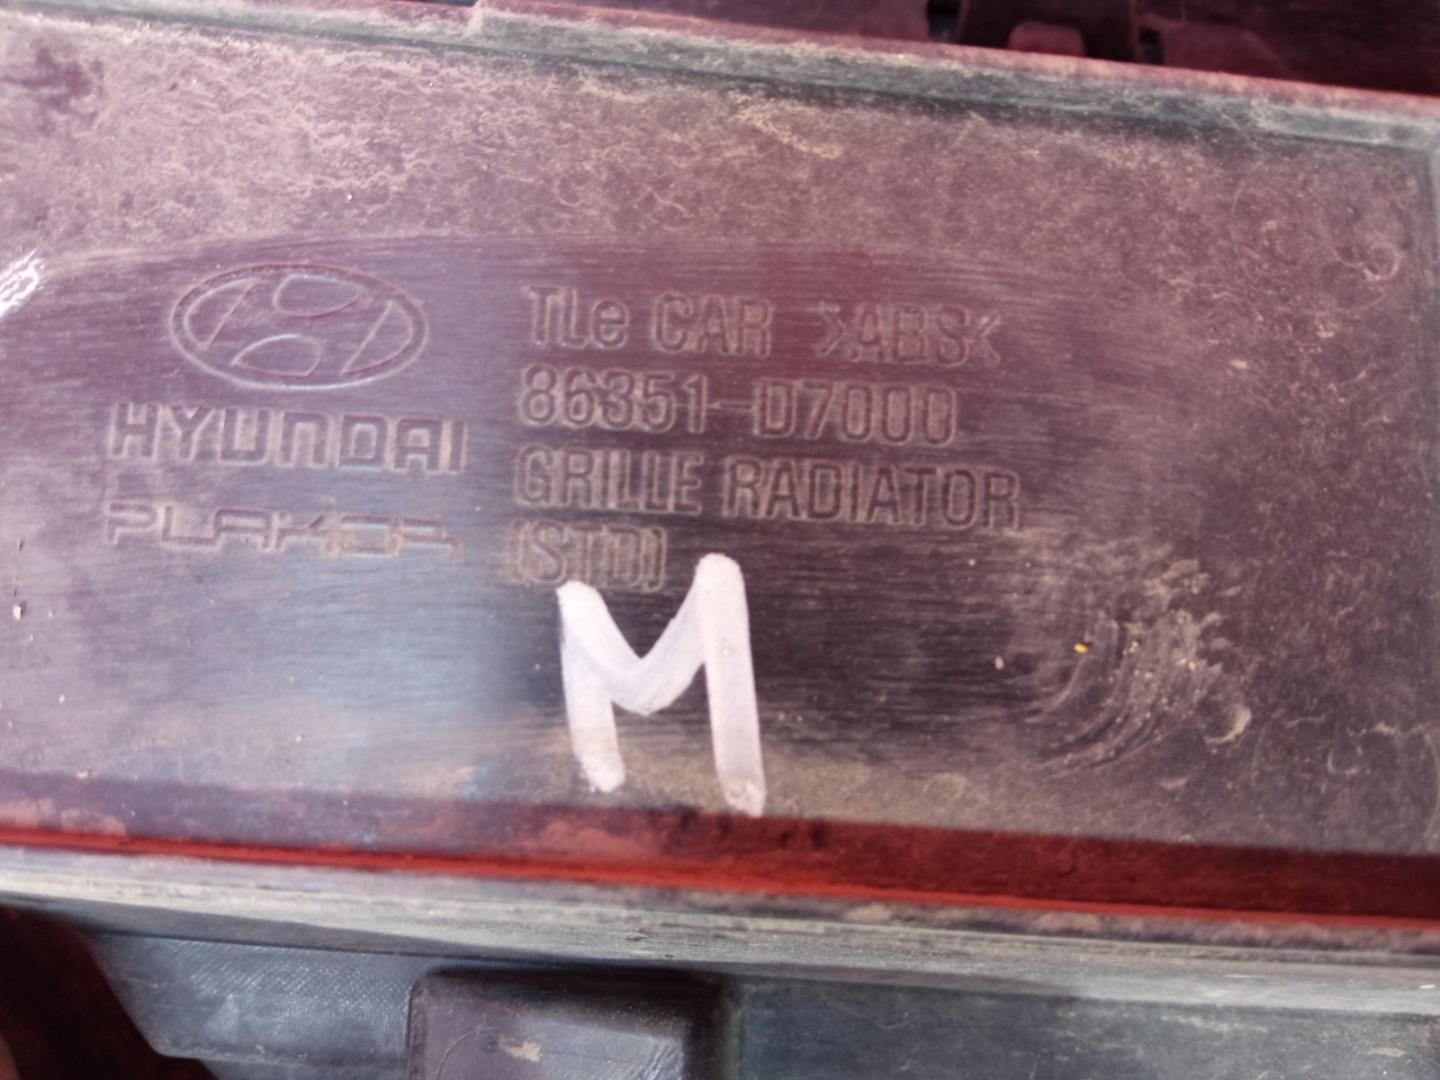 HYUNDAI
PLAKOR
TLe CAR >ABS<
86351-D7000
GRILLE RADIATOR
(STD)
M